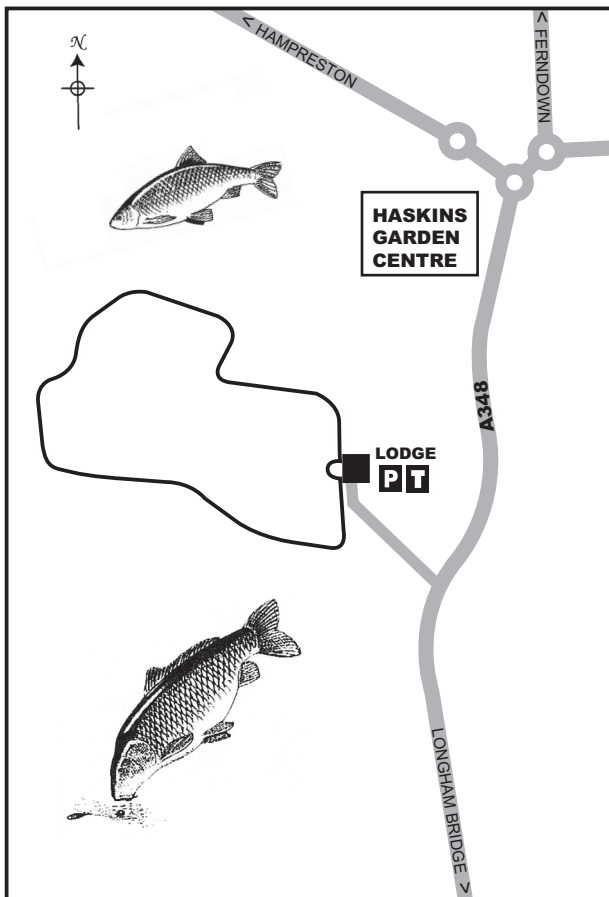 N
< HAMPRESTON
< FERNDOWN
HASKINS
GARDEN
CENTRE
A348
LODGE
P T
LONGHAM BRIDGE >